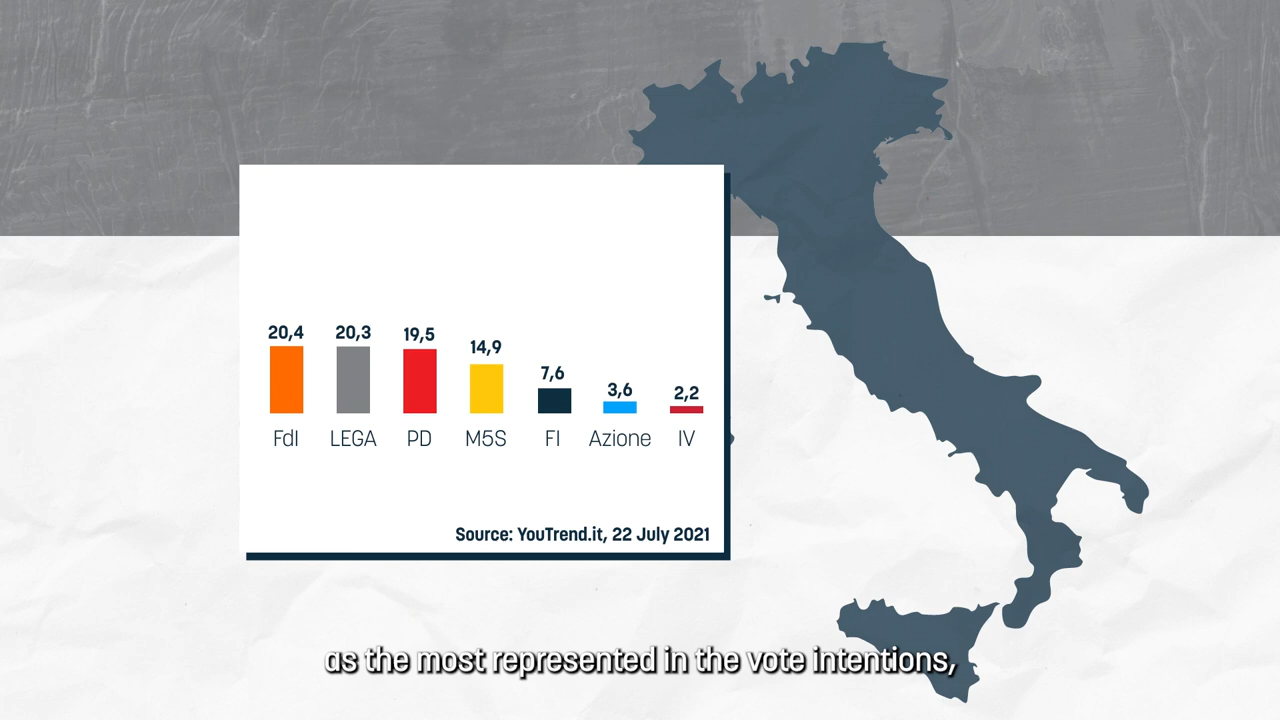 20,4 20,3 19,5 14,9 7,6 3,6 2,2
FdI LEGA PD M5S FI Azione IV
Source: YouTrend.it, 22 July 2021
as the most represented in the vote intentions,